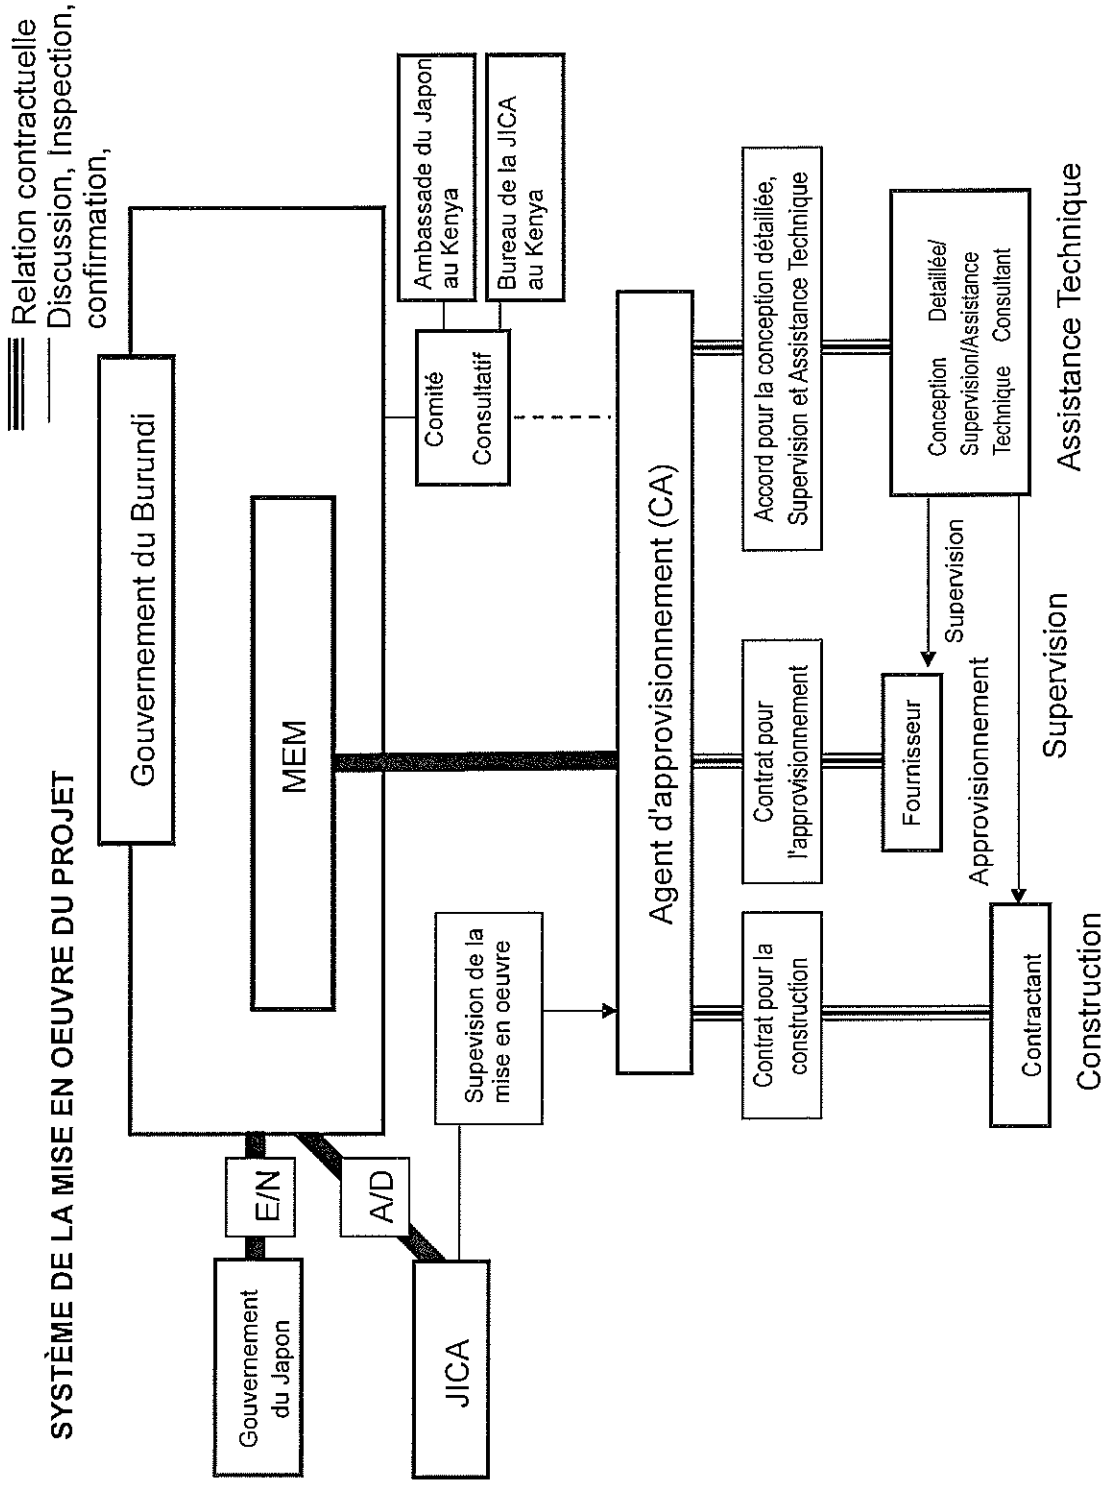 SYSTÈME DE LA MISE EN OEUVRE DU PROJET
Relation contractuelle
Discussion, Inspection,
confirmation,
Gouvernement du Burundi
MEM
Gouvernement
du Japon
E/N
A/D
JICA
Supevision de la
mise en oeuvre
Comité
Consultatif
Ambassade du Japon
au Kenya
Bureau de la JICA
au Kenya
Agent d'approvisionnement (CA)
Contrat pour la
construction
Contrat pour
l'approvisionnement
Accord pour la conception détaillée,
Supervision et Assistance Technique
Fournisseur
Supervision
Conception Detaillée/
Supervision/Assistance
Technique Consultant
Approvisionnement
Contractant
Construction
Supervision
Assistance Technique